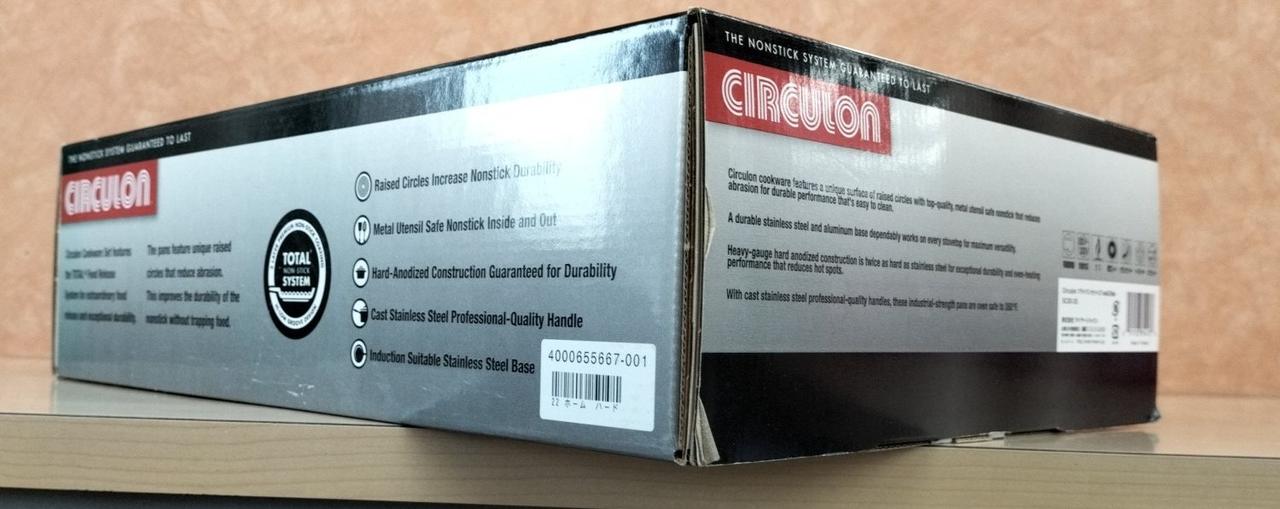 THE NONSTICK SYSTEM GUARANTEED TO LAST
CIRCULON
Circulon Cookware Set features
the TOTAL® Food Release
System for extraordinary food
release and exceptional durability.
The pans feature unique raised
circles that reduce abrasion.
This improves the durability of the
nonstick without trapping food.
TOTAL
NON-STICK
SYSTEM
Raised Circles Increase Nonstick Durability
Metal Utensil Safe Nonstick Inside and Out
Hard-Anodized Construction Guaranteed for Durability
Cast Stainless Steel Professional-Quality Handle
Induction Suitable Stainless Steel Base
4000655667-001
22 ホーム ハード
THE NONSTICK SYSTEM GUARANTEED TO LAST
CIRCULON
Circulon cookware features a unique surface of raised circles with top-quality, metal utensil safe nonstick that reduces
abrasion for durable performance that's easy to clean.
A durable stainless steel and aluminum base dependably works on every stovetop for maximum versatility.
Heavy-gauge hard anodized construction is twice as hard as stainless steel for exceptional durability and even-heating
performance that reduces hot spots.
With cast stainless steel professional-quality handles, these industrial-strength pans are oven safe to
Circulon